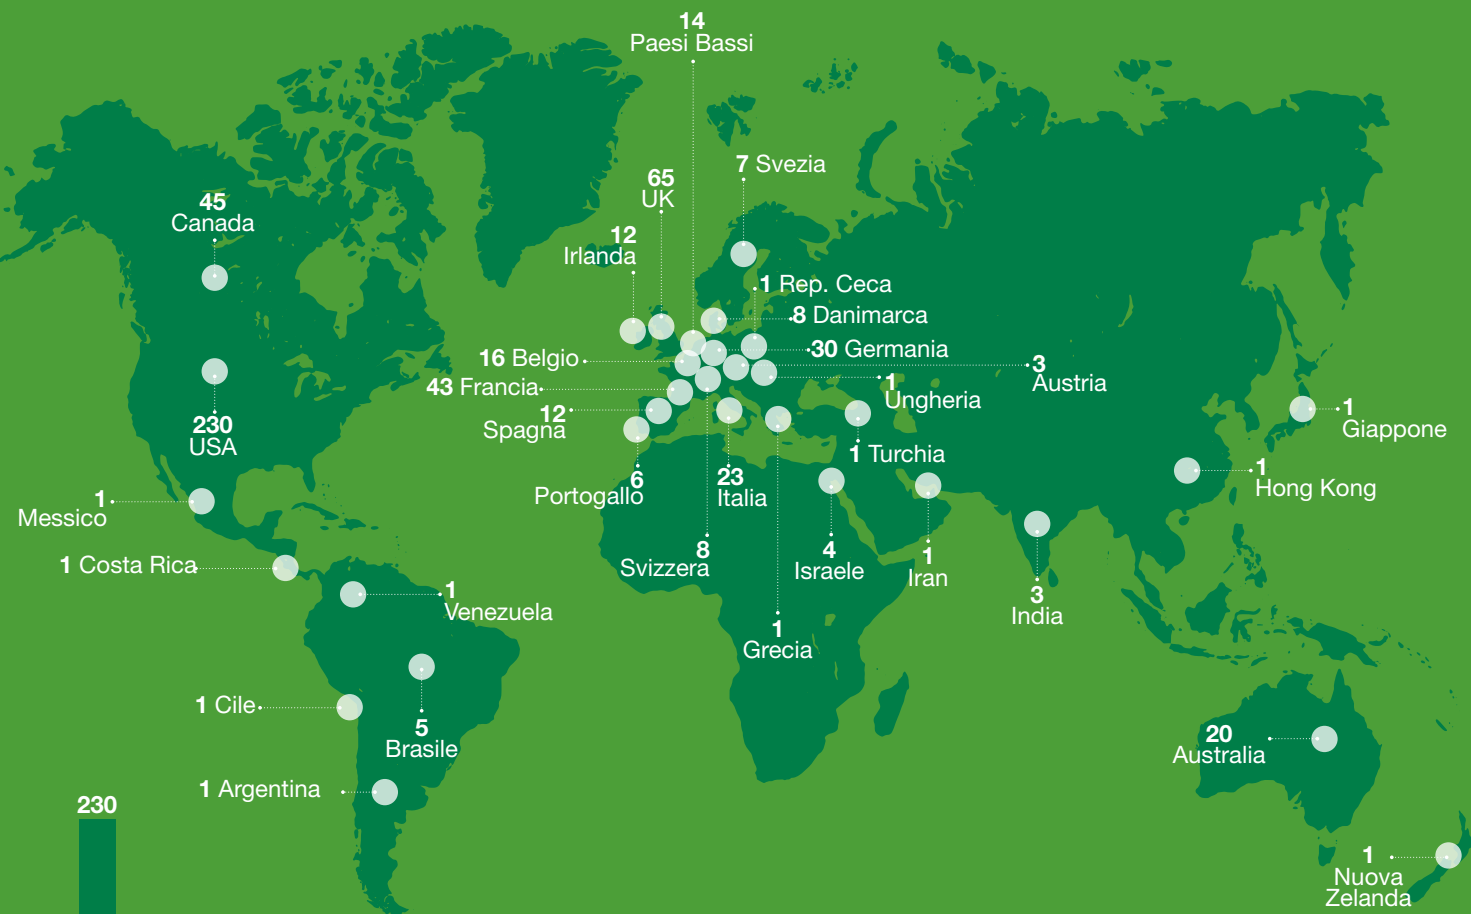 14
Paesi Bassi
7 Svezia
65
UK
45
Canada
12
Irlanda
1 Rep. Ceca
8 Danimarca
30 Germania
16 Belgio
3
Austria
43 Francia
1
Ungheria
12
Spagna
1
Giappone
230
USA
1 Turchia
6
Portogallo
23
Italia
1
Hong Kong
1
Messico
8
Svizzera
4
Israele
1
Iran
1 Costa Rica
3
India
1
Venezuela
1
Grecia
1 Cile
5
Brasile
20
Australia
1 Argentina
230
1
Nuova
Zelanda